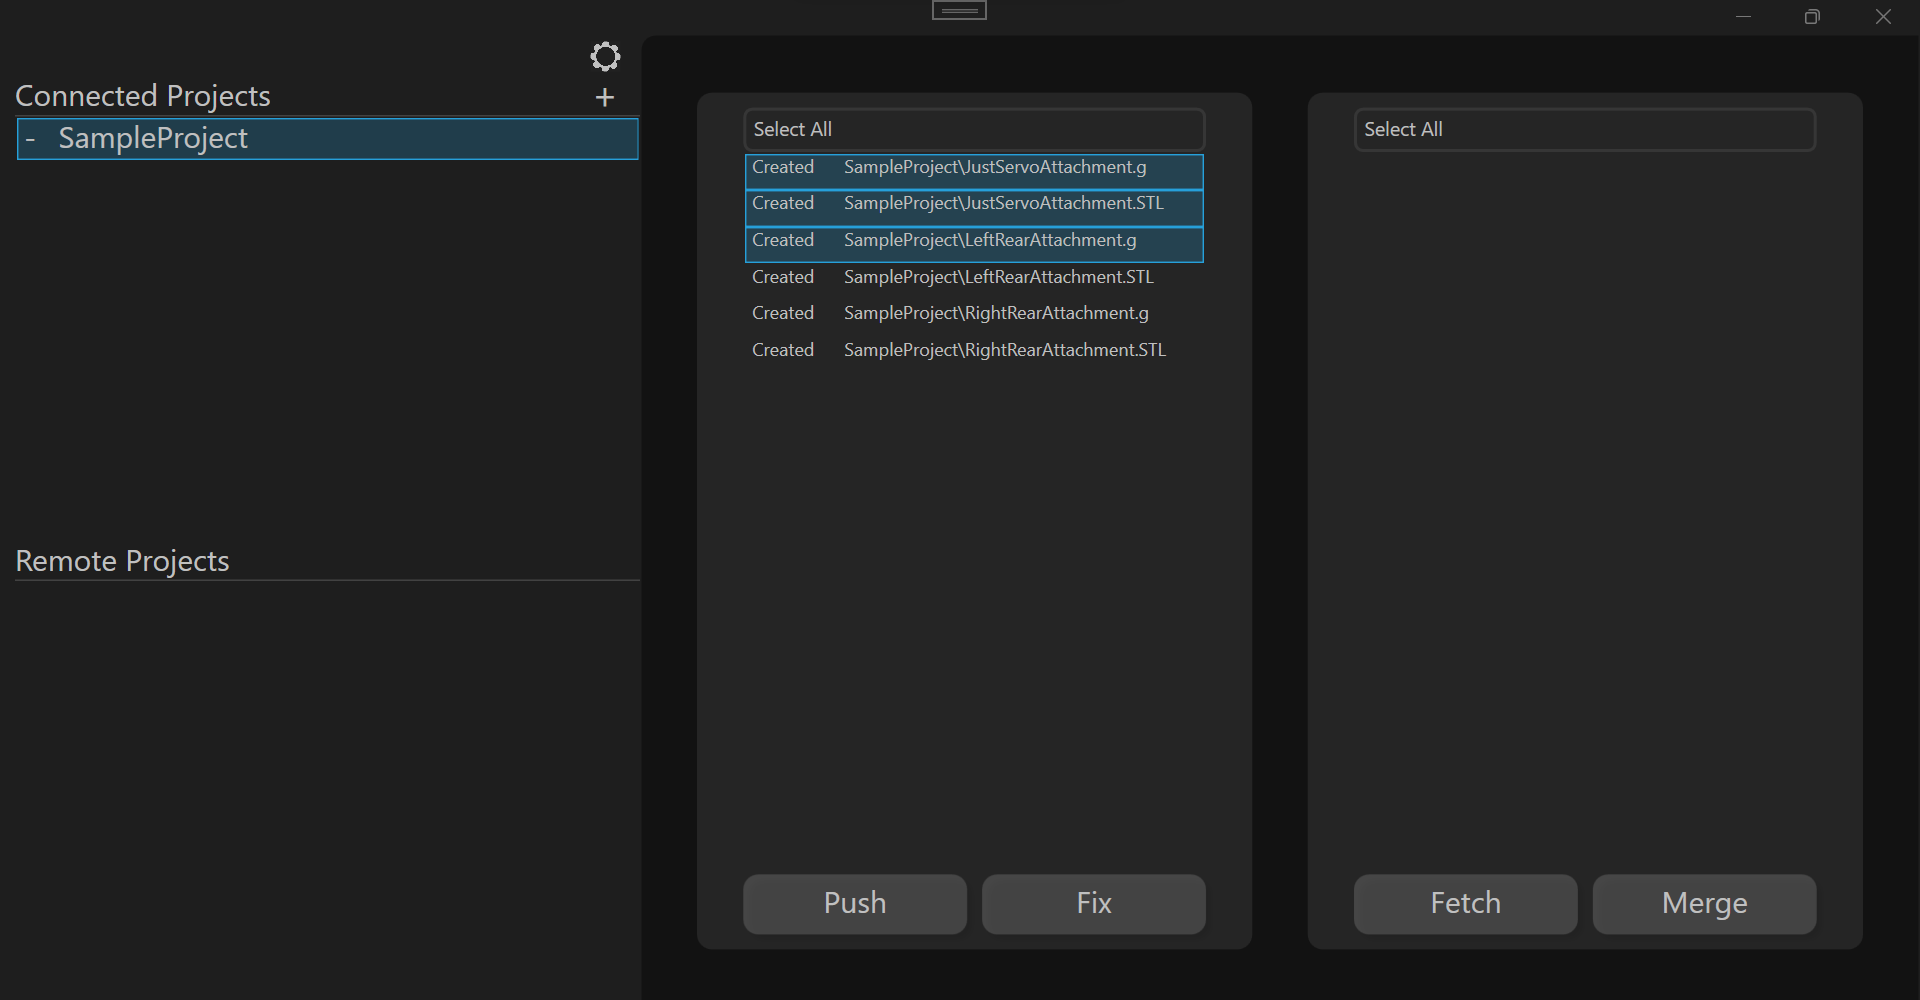 Connected Projects +
- SampleProject
Remote Projects
Select All
Created SampleProject\JustServoAttachment.g
Created SampleProject\JustServoAttachment.STL
Created SampleProject\LeftRearAttachment.g
Created SampleProject\LeftRearAttachment.STL
Created SampleProject\RightRearAttachment.g
Created SampleProject\RightRearAttachment.STL
Push Fix
Select All
Fetch Merge